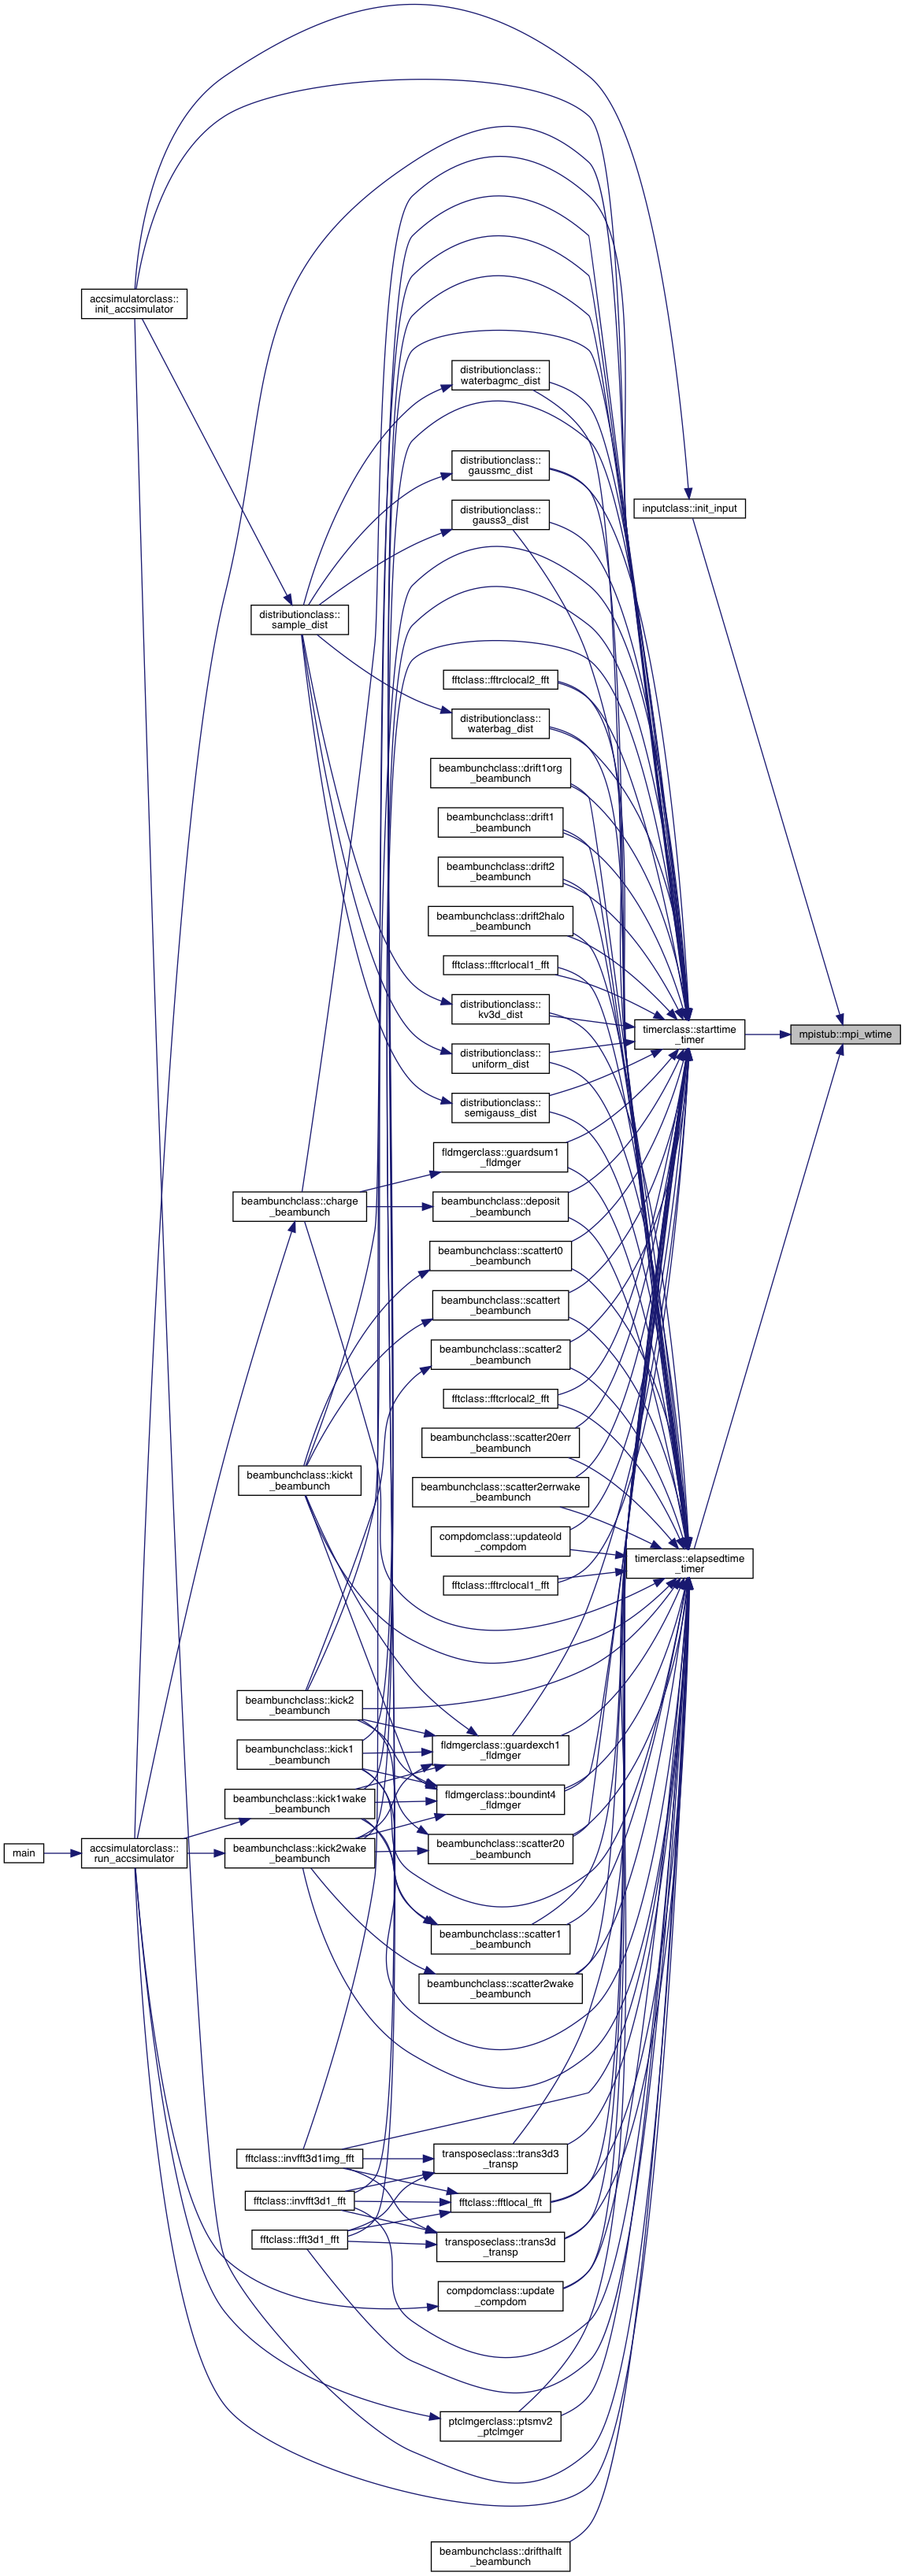 accsimulatorclass::
init_accsimulator
distributionclass::
waterbagmc_dist
distributionclass::
gaussmc_dist
inputclass::init_input
distributionclass::
gauss3_dist
distributionclass::
sample_dist
fftclass::fftrclocal2_fft
distributionclass::
waterbag_dist
beambunchclass::drift1org
_beambunch
beambunchclass::drift1
_beambunch
beambunchclass::drift2
_beambunch
beambunchclass::drift2halo
_beambunch
fftclass::fftcrlocal1_fft
distributionclass::
kv3d_dist
timerclass::starttime
_timer
mpistub::mpi_wtime
distributionclass::
uniform_dist
distributionclass::
semigauss_dist
fldmgerclass::guardsum1
_fldmger
beambunchclass::charge
_beambunch
beambunchclass::deposit
_beambunch
beambunchclass::scattert0
_beambunch
beambunchclass::scattert
_beambunch
beambunchclass::scatter2
_beambunch
fftclass::fftcrlocal2_fft
beambunchclass::scatter20err
_beambunch
beambunchclass::kickt
_beambunch
beambunchclass::scatter2errwake
_beambunch
compdomclass::updateold
_compdom
timerclass::elapsedtime
_timer
fftclass::fftrclocal1_fft
beambunchclass::kick2
_beambunch
beambunchclass::kick1
_beambunch
fldmgerclass::guardexch1
_fldmger
beambunchclass::kick1wake
_beambunch
fldmgerclass::boundint4
_fldmger
main
accsimulatorclass::
run_accsimulator
beambunchclass::kick2wake
_beambunch
beambunchclass::scatter20
_beambunch
beambunchclass::scatter1
_beambunch
beambunchclass::scatter2wake
_beambunch
fftclass::invfft3d1img_fft
transposeclass::trans3d3
_transp
fftclass::invfft3d1_fft
fftclass::fftlocal_fft
fftclass::fft3d1_fft
transposeclass::trans3d
_transp
compdomclass::update
_compdom
ptclmgerclass::ptsmv2
_ptclmger
beambunchclass::drifthalft
_beambunch